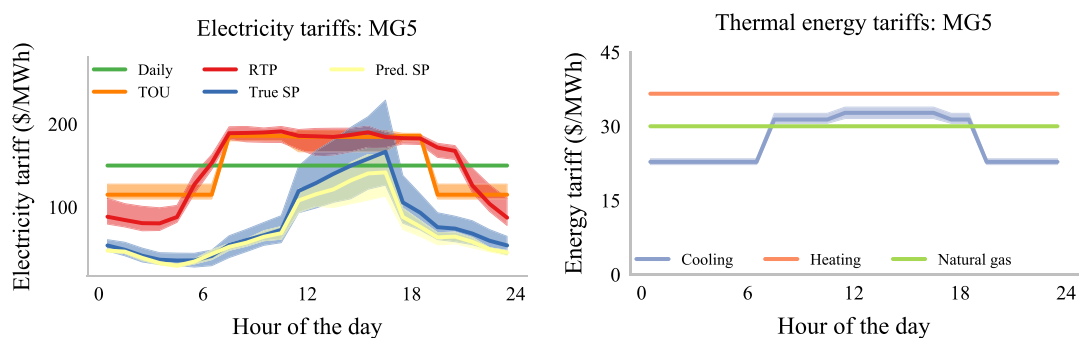 Electricity tariffs: MG5
Electricity tariff ($/MWh)
Daily
RTP
Pred. SP
TOU
True SP
200
100
0
6
12
18
24
Hour of the day
Thermal energy tariffs: MG5
Energy tariff ($/MWh)
45
30
15
0
Cooling
Heating
Natural gas
0
6
12
18
24
Hour of the day